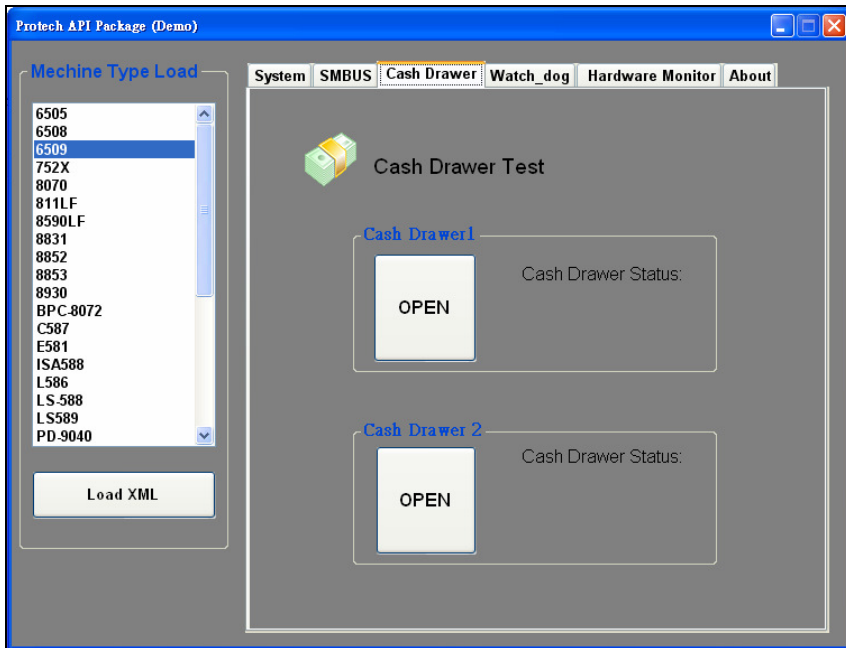 Protech API Package (Demo)
Mechine Type Load
6505
6508
6509
752X
8070
811LF
8590LF
8831
8852
8853
8930
BPC-8072
C587
E581
ISA588
L586
LS-588
LS589
PD-9040
Load XML
System SMBUS Cash Drawer Watch_dog Hardware Monitor About
Cash Drawer Test
Cash Drawer1
OPEN
Cash Drawer Status:
Cash Drawer 2
OPEN
Cash Drawer Status: